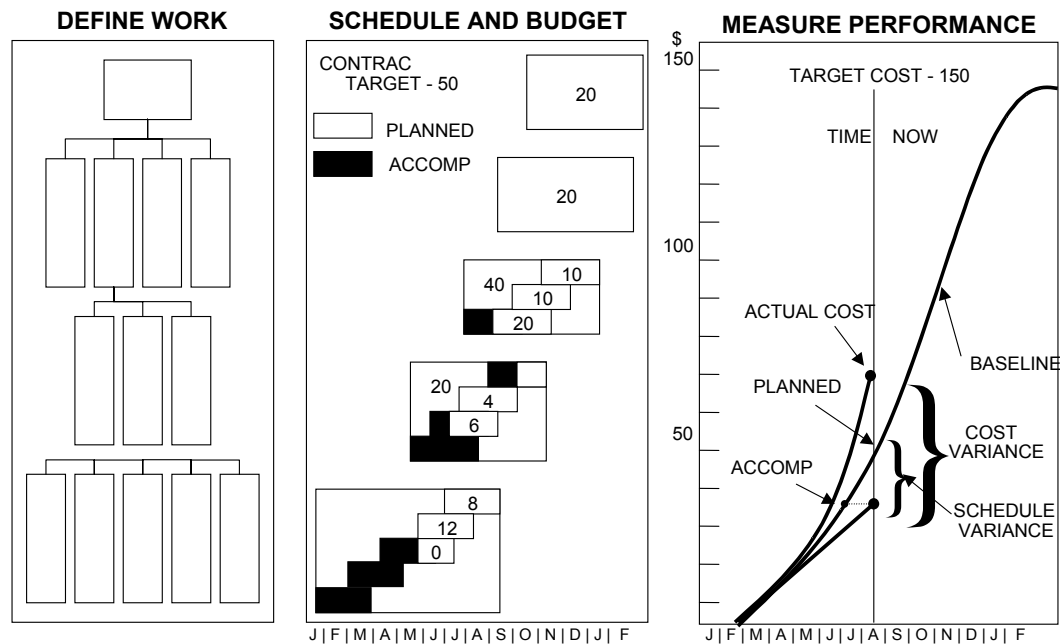 DEFINE WORK
SCHEDULE AND BUDGET
CONTRAC
TARGET - 50
PLANNED
ACCOMP
20
20
10
40
10
20
20
4
6
8
12
0
J | F | M | A | M | J | J | A | S | O | N | D | J | F
MEASURE PERFORMANCE
$
150
TARGET COST - 150
TIME NOW
100
ACTUAL COST
BASELINE
PLANNED
50
COST
VARIANCE
ACCOMP
SCHEDULE
VARIANCE
J | F | M | A | M | J | J | A | S | O | N | D | J | F